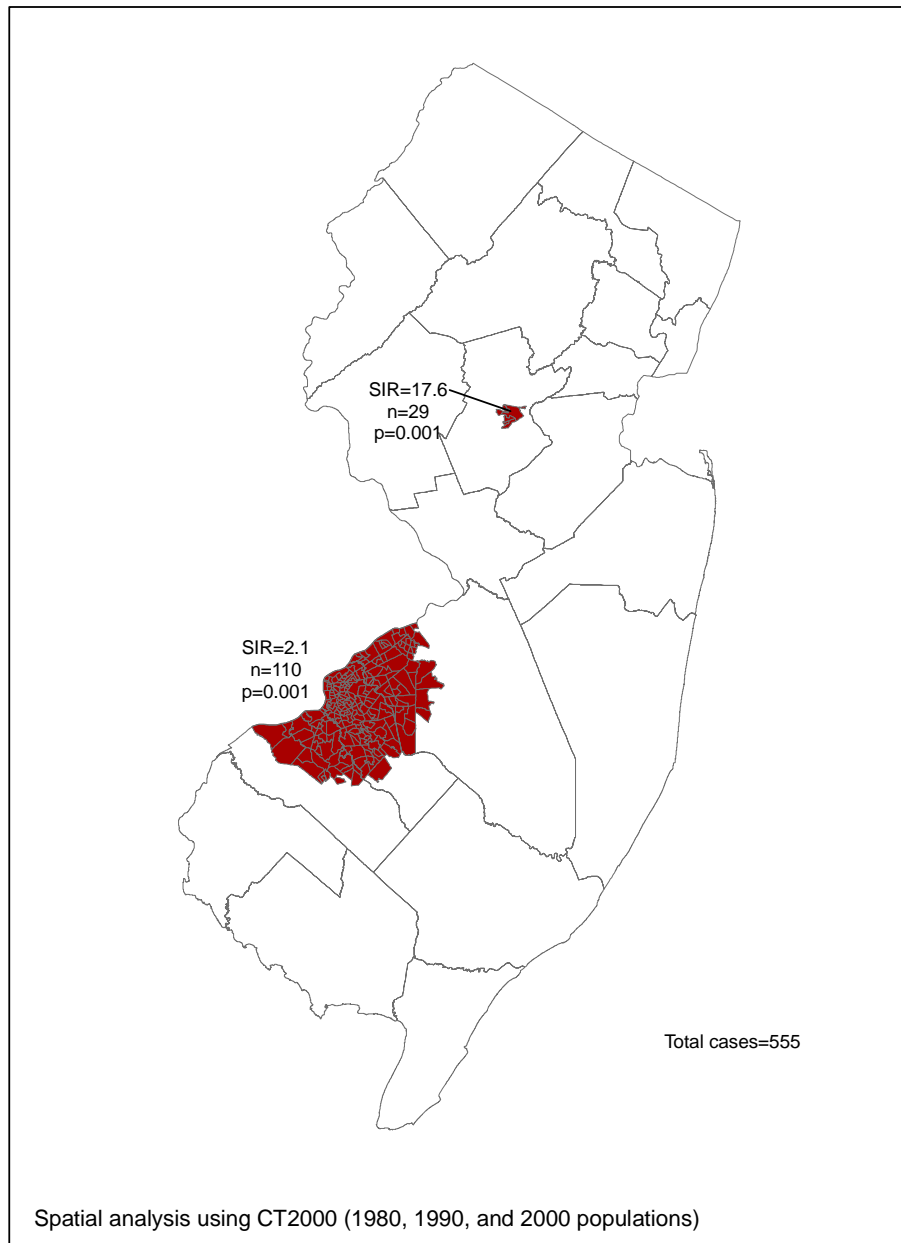 SIR=17.6
n=29
p=0.001
SIR=2.1
n=110
p=0.001
Total cases=555
Spatial analysis using CT2000 (1980, 1990, and 2000 populations)